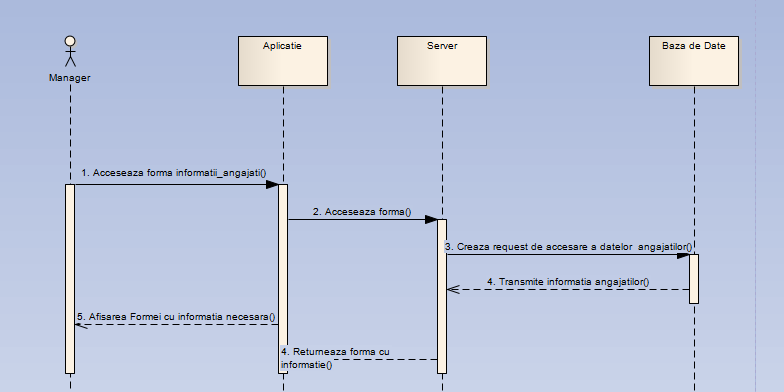 Manager
Aplicatie
Server
Baza de Date
1. Acceseaza forma informatii_angajati()
2. Acceseaza forma()
3. Creaza request de accesare a datelor angajatilor()
4. Transmite informatia angajatilor()
5. Afisarea Formei cu informatia necesara()
4. Returneaza forma cu
informatie()